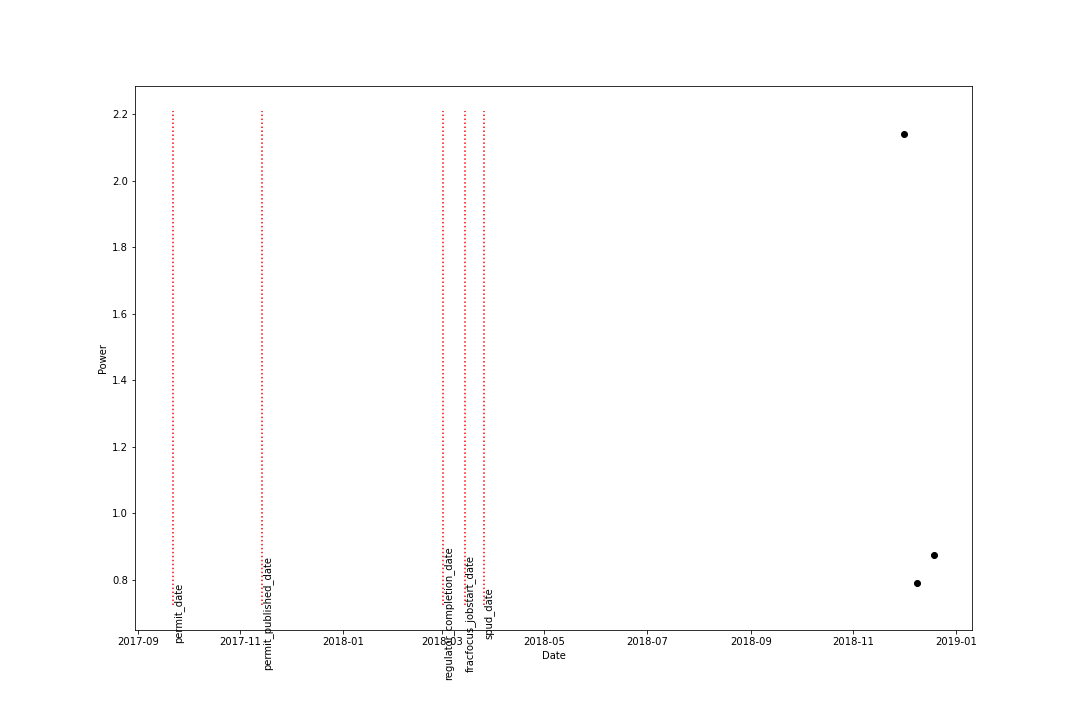 2.2
2.0
1.8
1.6
1.4
1.2
1.0
0.8
Power
permit_date
permit_published_date
regulator_completion_date
fracfocus_jobstart_date
spud_date
2017-09 2017-11 2018-01 2018-03 2018-05 2018-07 2018-09 2018-11 2019-01
Date